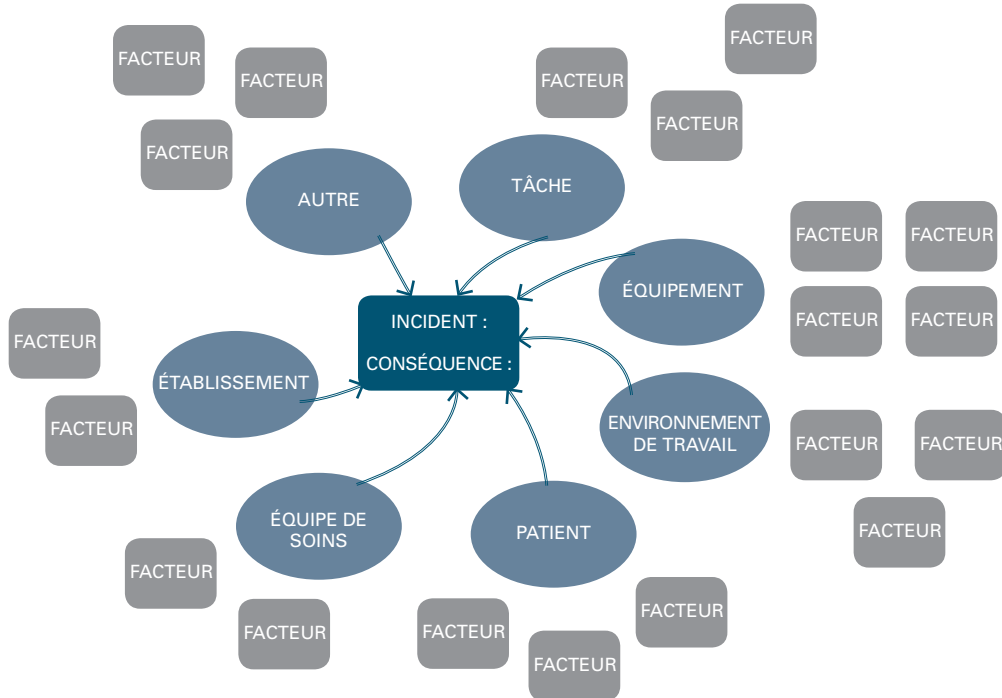 FACTEUR
FACTEUR
FACTEUR
FACTEUR
FACTEUR
FACTEUR
AUTRE
TÂCHE
FACTEUR
FACTEUR
FACTEUR
FACTEUR
ÉQUIPEMENT
INCIDENT :
CONSÉQUENCE :
FACTEUR
FACTEUR
ÉTABLISSEMENT
ENVIRONNEMENT
DE TRAVAIL
FACTEUR
FACTEUR
FACTEUR
ÉQUIPE DE
SOINS
PATIENT
FACTEUR
FACTEUR
FACTEUR
FACTEUR
FACTEUR